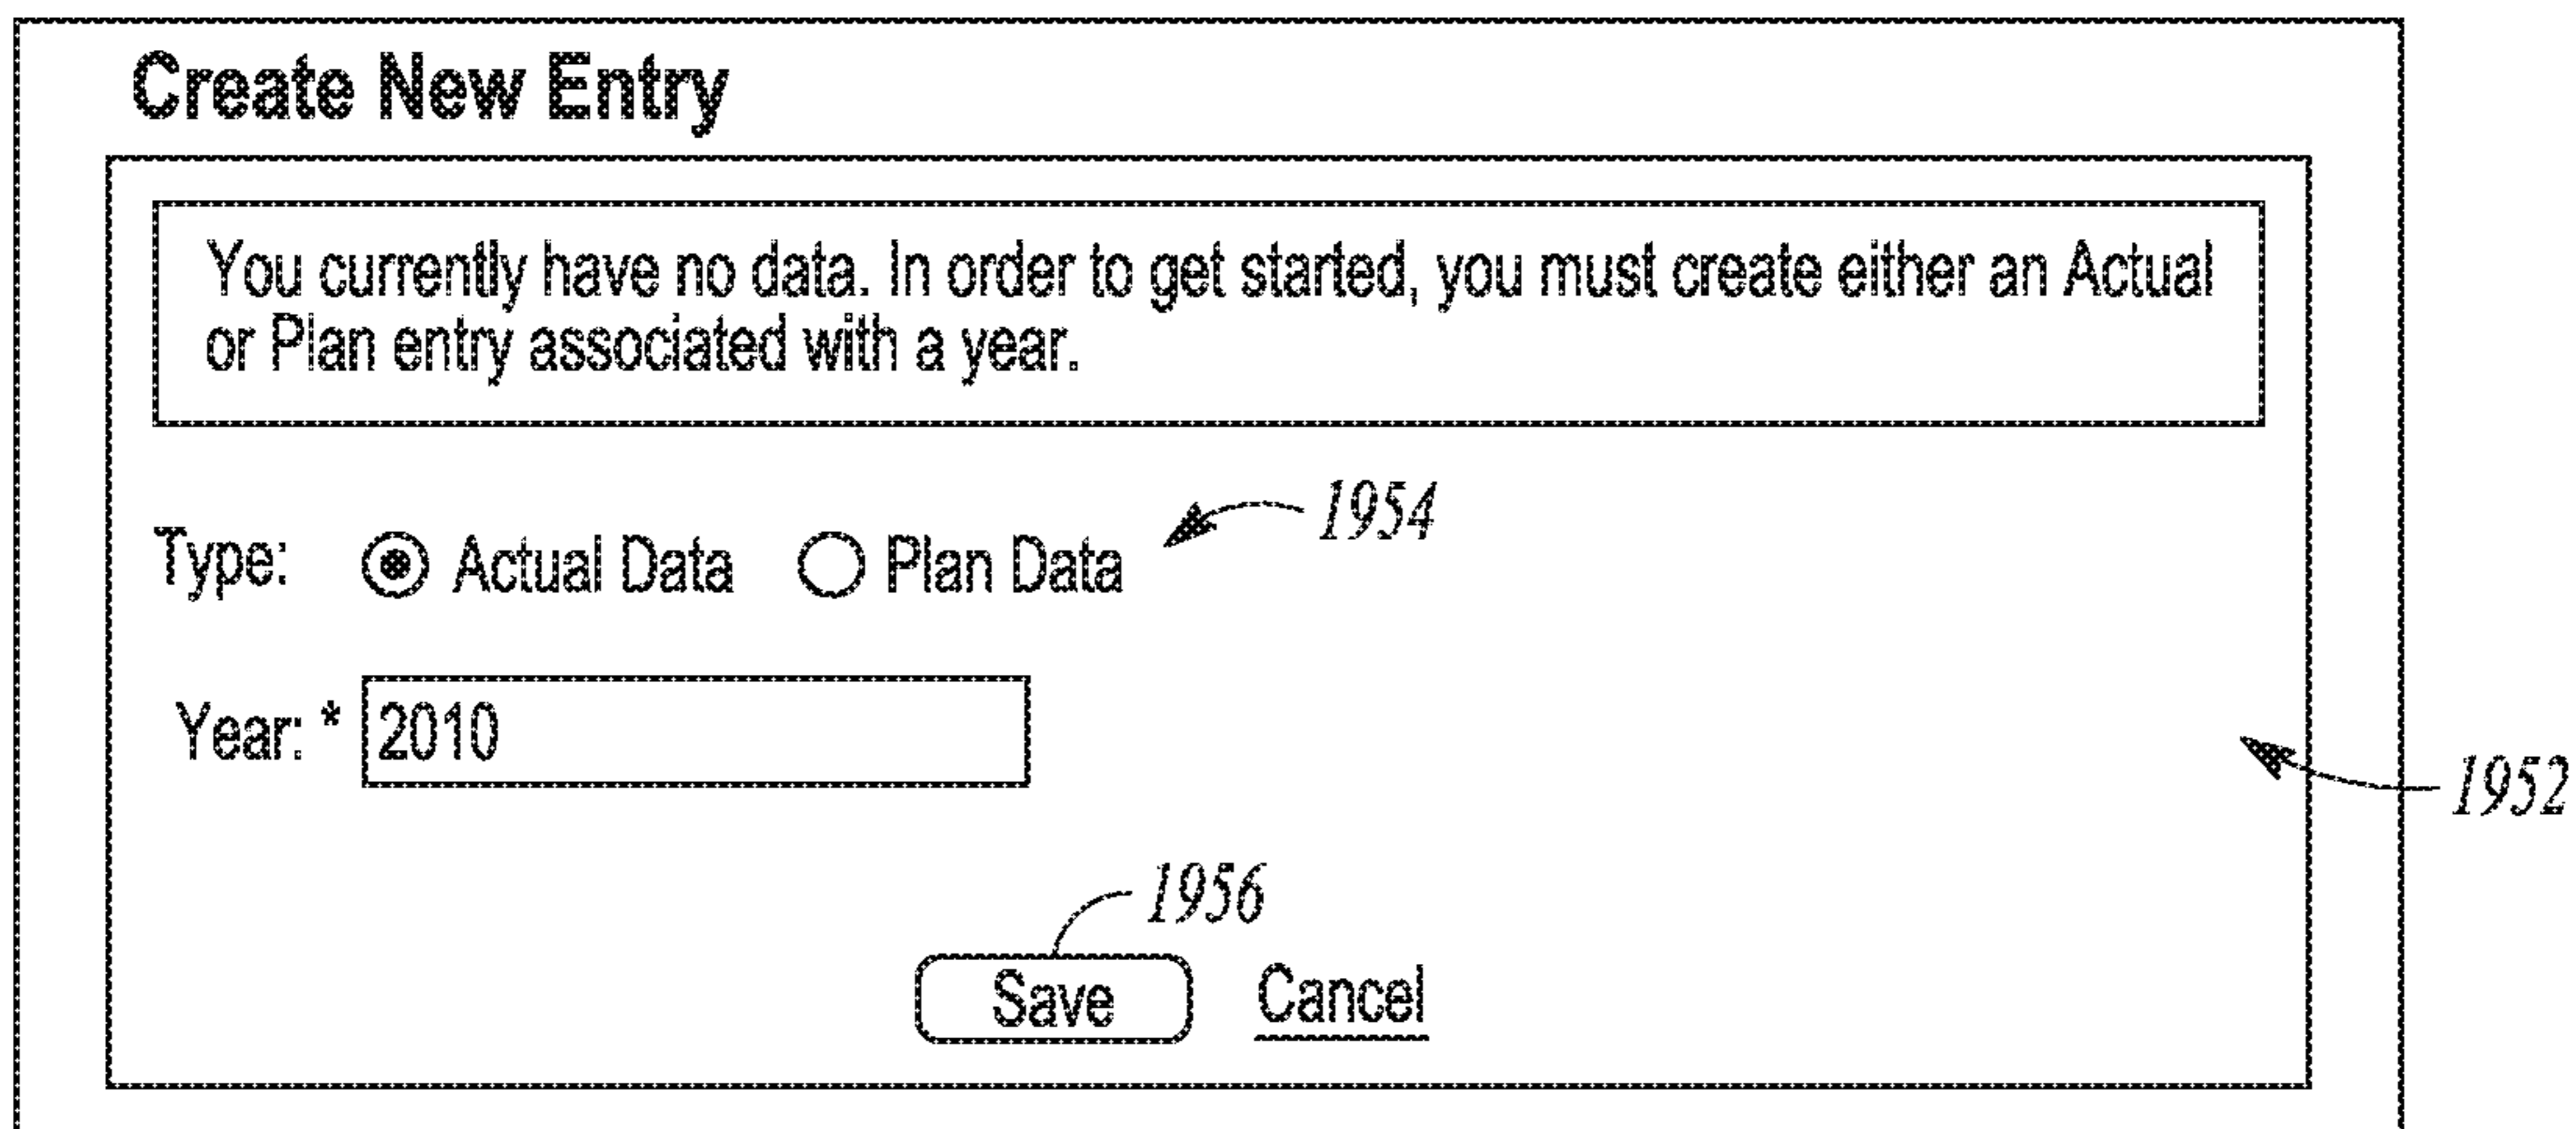 Create New Entry
You currently have no data. In order to get started, you must create either an Actual
or Plan entry associated with a year.
1954
Type: Actual Data Plan Data
Year: * 2010
1952
1956
Save Cancel